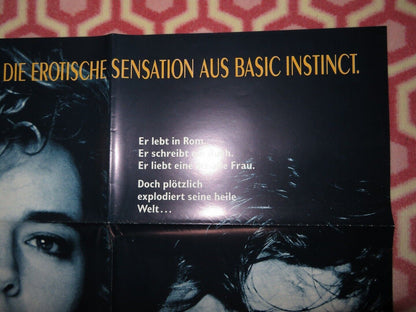 DIE EROTISCHE SENSATION AUS BASIC INSTINCT.
Er lebt in Rom.
Er schreibt
Er liebt eine Frau.
Doch plötzlich
explodiert seine heile
Welt...